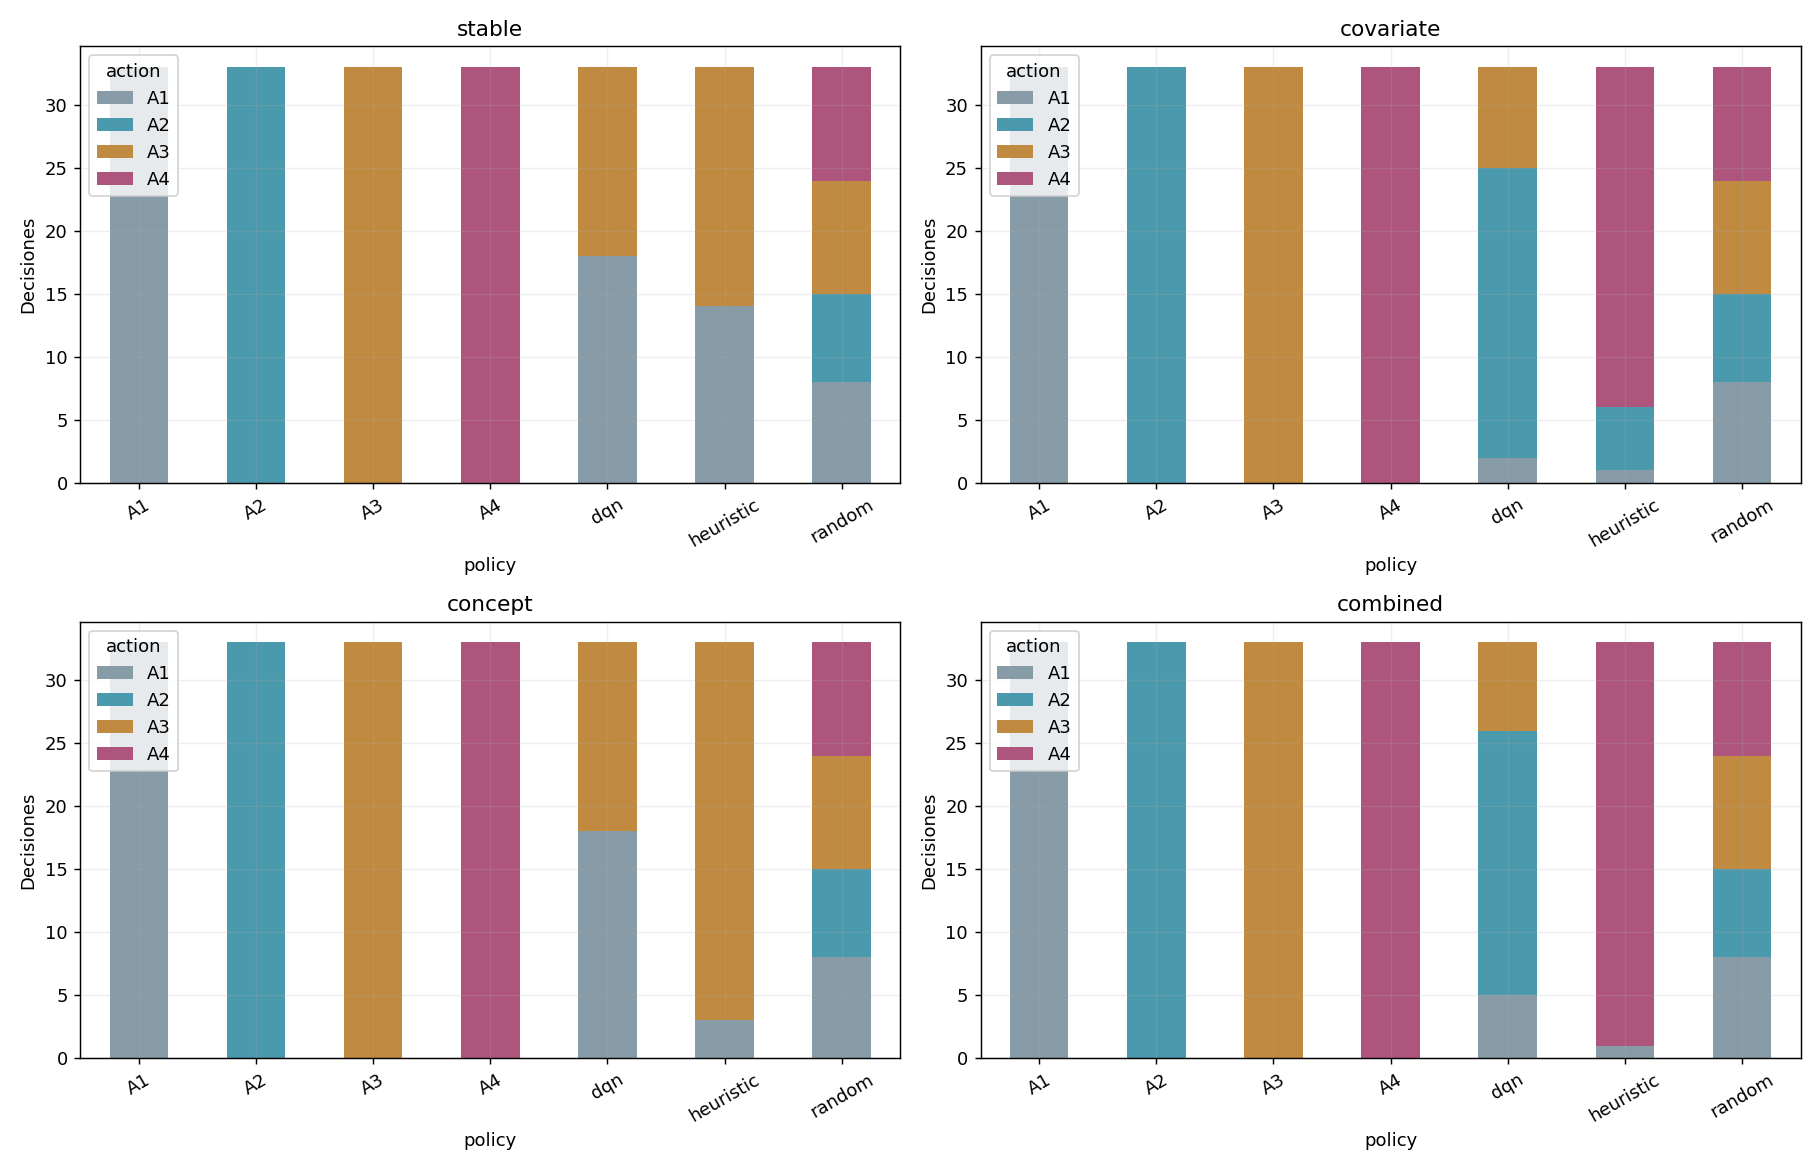 stable
action
A1
A2
A3
A4
Decisiones
30
25
20
15
10
5
0
A1 A2 A3 A4 dqn heuristic random
policy
covariate
action
A1
A2
A3
A4
Decisiones
30
25
20
15
10
5
0
A1 A2 A3 A4 dqn heuristic random
policy
concept
action
A1
A2
A3
A4
Decisiones
30
25
20
15
10
5
0
A1 A2 A3 A4 dqn heuristic random
policy
combined
action
A1
A2
A3
A4
Decisiones
30
25
20
15
10
5
0
A1 A2 A3 A4 dqn heuristic random
policy